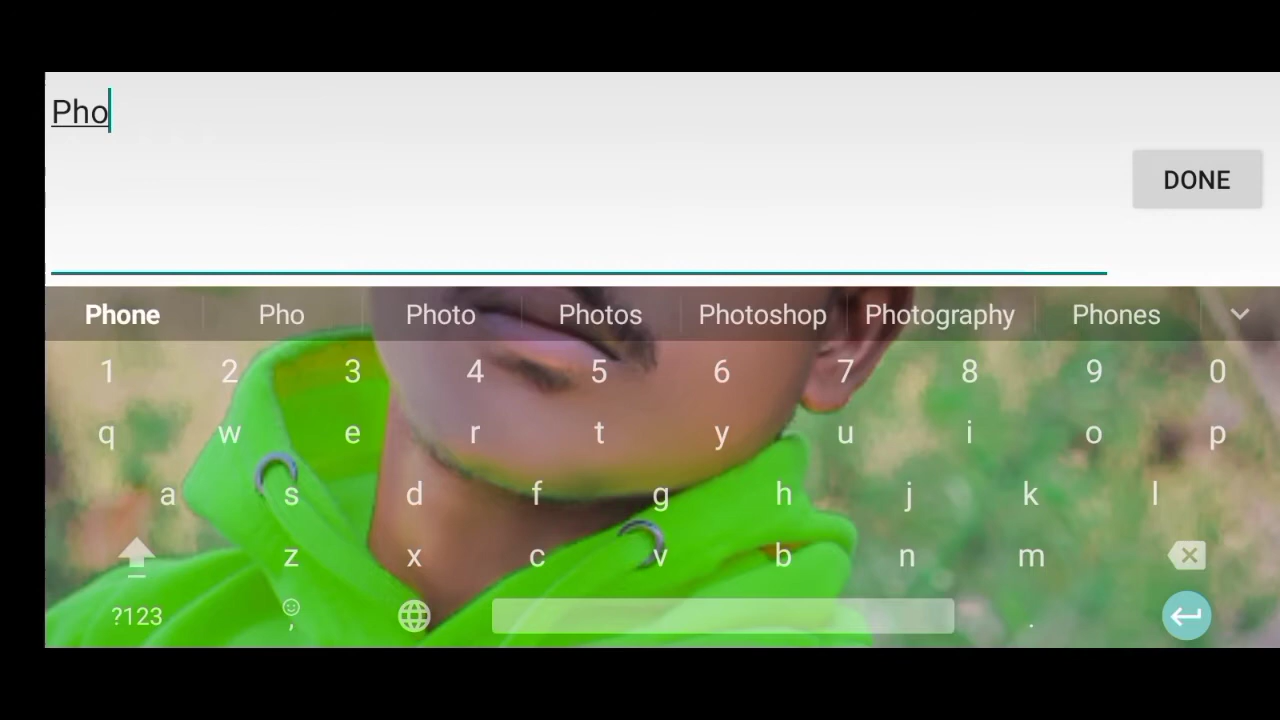 Pho
DONE
Phone Pho Photo Photos Photoshop Photography Phones
1 2 3 4 5 6 7 8 9 0
q w e r t y u i o p
a s d f g h j k l
z x c v b n m
?123 , .